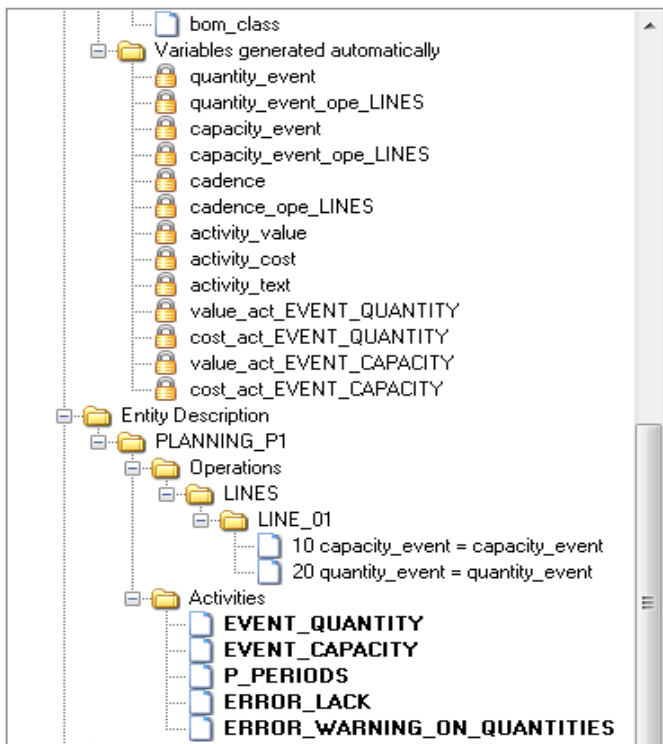 bom_class
Variables generated automatically
quantity_event
quantity_event_ope_LINES
capacity_event
capacity_event_ope_LINES
cadence
cadence_ope_LINES
activity_value
activity_cost
activity_text
value_act_EVENT_QUANTITY
cost_act_EVENT_QUANTITY
value_act_EVENT_CAPACITY
cost_act_EVENT_CAPACITY
Entity Description
PLANNING_P1
Operations
LINES
LINE_01
10 capacity_event = capacity_event
20 quantity_event = quantity_event
Activities
EVENT_QUANTITY
EVENT_CAPACITY
P_PERIODS
ERROR_LACK
ERROR_WARNING_ON_QUANTITIES